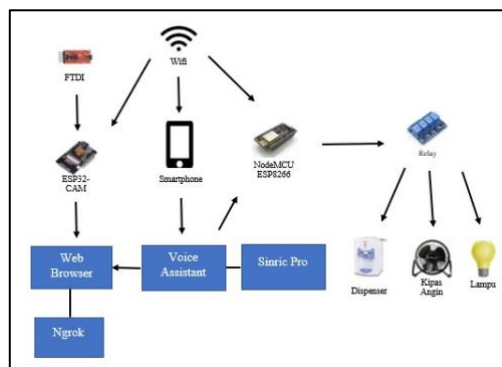 Wifi
FTDI
ESP32-
CAM
Smartphone
NodeMCU
ESP8266
Relay
Web
Browser
Voice
Assistant
Sinric Pro
Dispenser
Kipas
Angin
Lampu
Ngrok